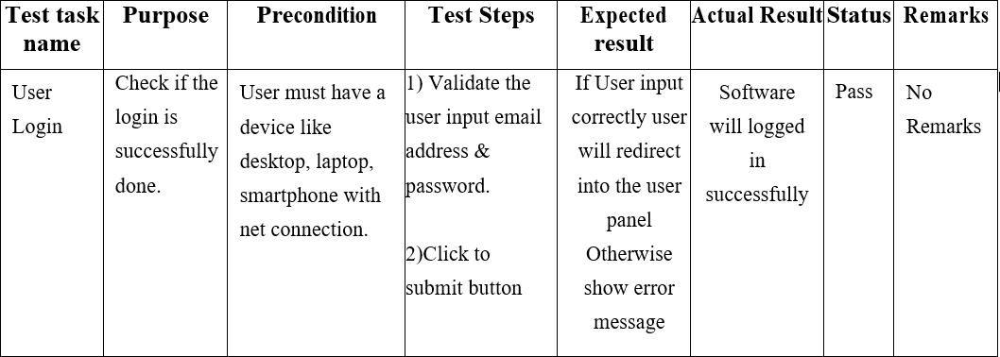 Test task
name
Purpose
Precondition
Test Steps
Expected
result
Actual Result
Status
Remarks
User
Login
Check if the
login is
successfully
done.
User must have a
device like
desktop, laptop,
smartphone with
net connection.
1) Validate the
user input email
address &
password.
2)Click to
submit button
If User input
correctly user
will redirect
into the user
panel
Otherwise
show error
message
Software
will logged
in
successfully
Pass
No
Remarks